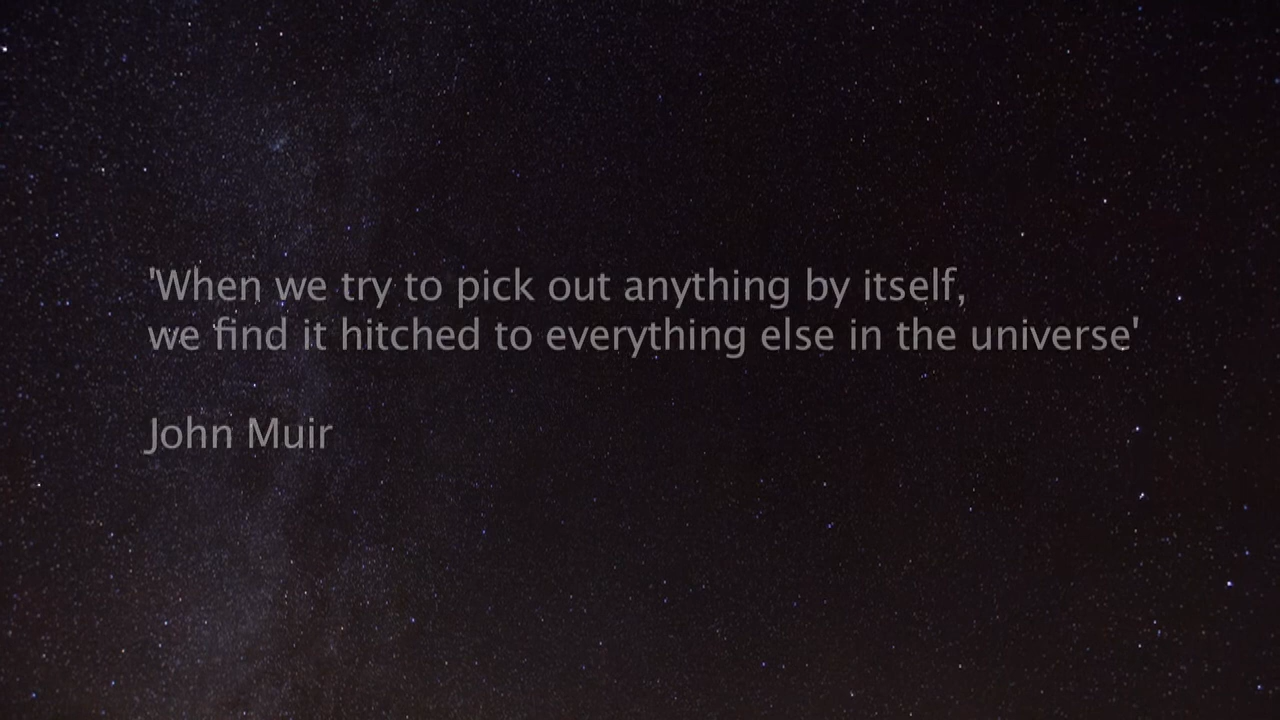 'When we try to pick out anything by itself,
we find it hitched to everything else in the universe'
John Muir